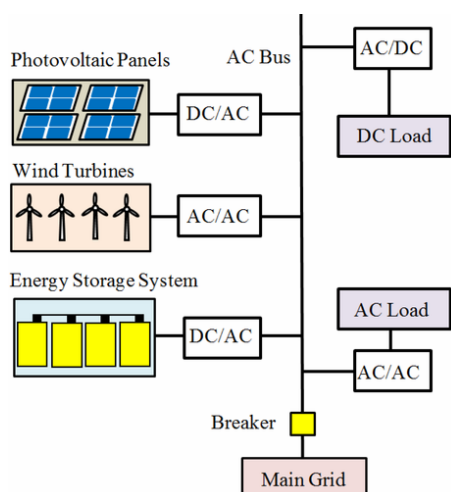 AC Bus
AC/DC
DC Load
Photovoltaic Panels
DC/AC
Wind Turbines
AC/AC
Energy Storage System
DC/AC
AC Load
AC/AC
Breaker
Main Grid